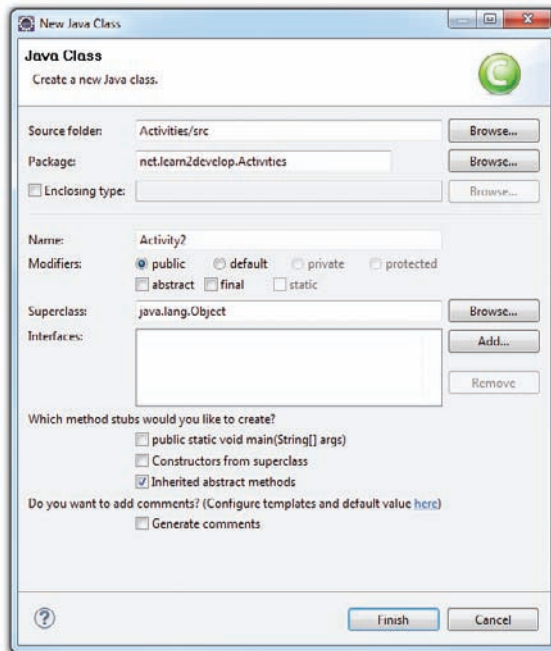 New Java Class
Java Class
Create a new Java class.
C
Source folder: Activities/src Browse...
Package: net.learn2develop.Activities Browse...
Enclosing type: Browse...
Name: Activity2
Modifiers: public default private protected
abstract final static
Superclass: java.lang.Object Browse...
Interfaces: Add...
Remove
Which method stubs would you like to create?
public static void main(String[] args)
Constructors from superclass
Inherited abstract methods
Do you want to add comments? (Configure templates and default value here)
Generate comments
? Finish Cancel